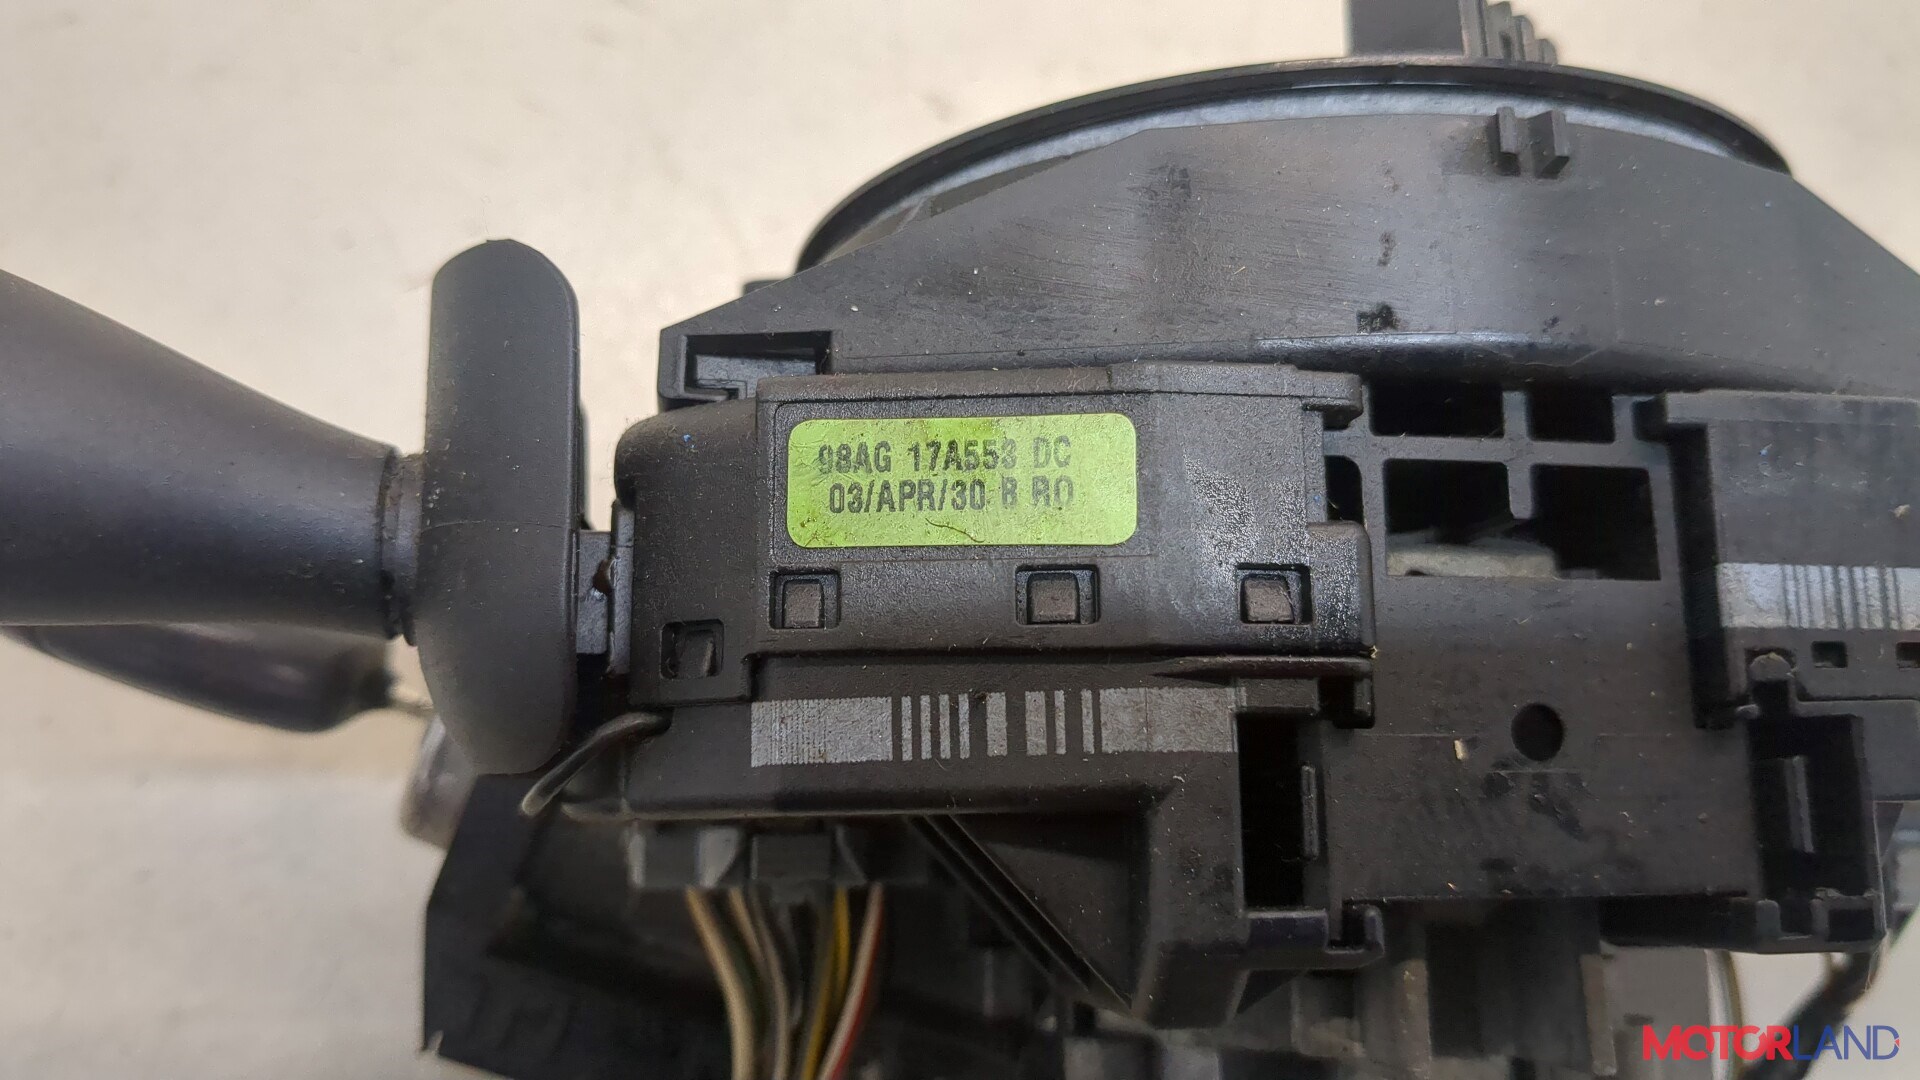 98AG 17A553 DC
03/APR/30 B RO
MOTORLAND